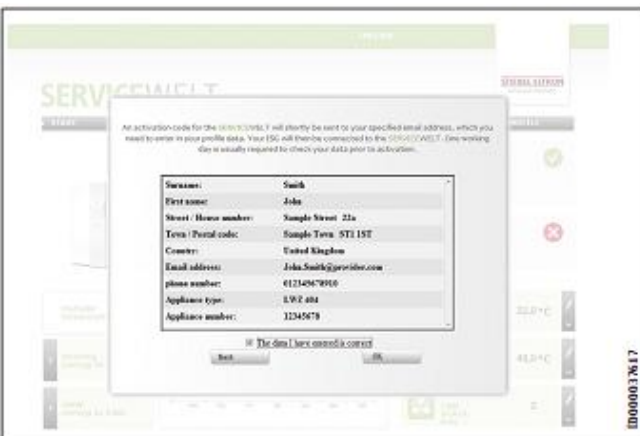 SERVICEWELT
STIEBEL ELTRON
START
An activation code for the SERVICEWELT will shortly be sent to your specified email address, which you
need to enter in your profile data. Your ISG will then be connected to the SERVICEWELT. One working
day is usually required to check your data prior to activation.
Surname: Smith
First name: John
Street / House number: Sample Street 22a
Town / Postal code: Sample Town ST1 1ST
Country: United Kingdom
Email address: John.Smith@provider.com
phone number: 012345678910
Appliance type: LWZ 404
Appliance number: 12345678
The data I have entered is correct
Back OK
22,0°C
43,0°C
2
ID000037617